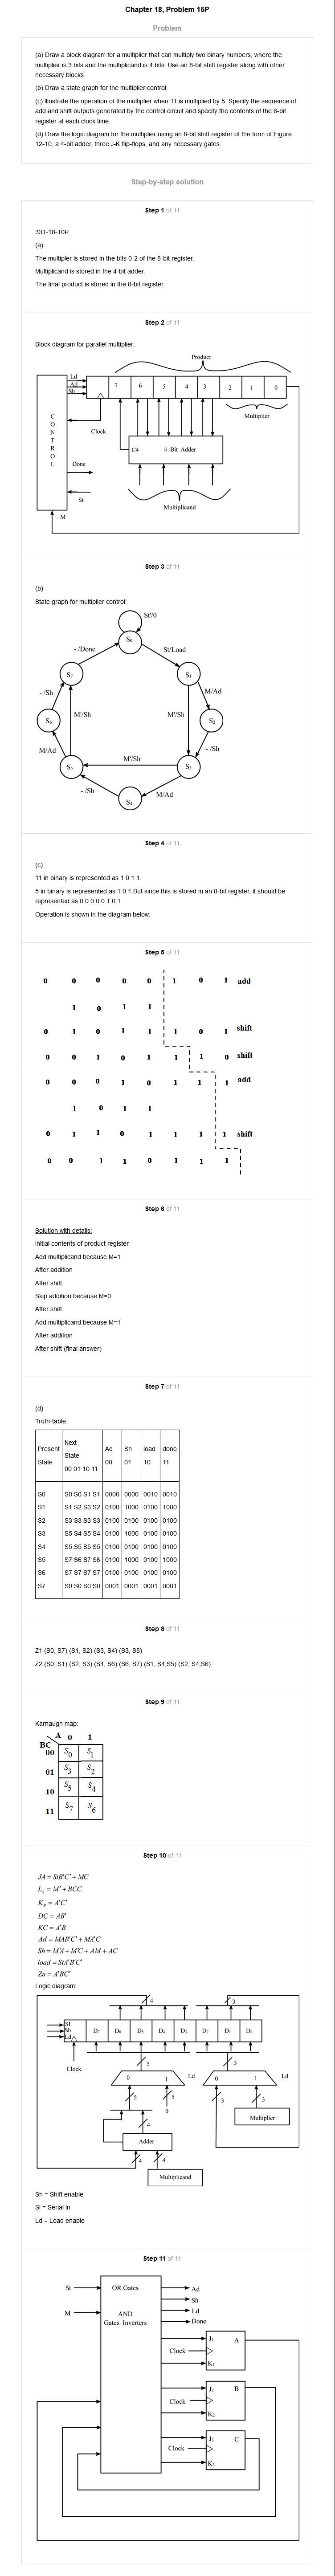 Chapter 18, Problem 15P
Problem
(a) Draw a block diagram for a multiplier that can multiply two binary numbers, where the
multiplier is 3 bits and the multiplicand is 4 bits. Use an 8-bit shift register along with other
necessary blocks.
(b) Draw a state graph for the multiplier control.
(c) Illustrate the operation of the multiplier when 11 is multiplied by 5. Specify the sequence of
add and shift outputs generated by the control circuit and specify the contents of the 8-bit
register at each clock time.
(d) Draw the logic diagram for the multiplier using an 8-bit shift register of the form of Figure
12-10, a 4-bit adder, three J-K flip-flops, and any necessary gates.
Step-by-step solution
Step 1 of 11
331-18-10P
(a)
The multipler is stored in the bits 0-2 of the 8-bit register.
Multiplicand is stored in the 4-bit adder.
The final product is stored in the 8-bit register.
Step 2 of 11
Block diagram for parallel multiplier:
Product
Ld
Ad
Sh
7 6 5 4 3 2 1 0
Multiplier
CONTROL
Clock
C4 4 Bit Adder
Done
St
Multiplicand
M
Step 3 of 11
(b)
State graph for multiplier control:
St'/0
S0
- /Done
St/Load
S7
S1
M/Ad
- /Sh
M'/Sh
M'/Sh
S6
S2
M/Ad
- /Sh
M'/Sh
S5
S3
- /Sh
M/Ad
S4
Step 4 of 11
(c)
11 in binary is represented as 1 0 1 1.
5 in binary is represented as 1 0 1.But since this is stored in an 8-bit register, it should be
represented as 0 0 0 0 0 1 0 1.
Operation is shown in the diagram below:
Step 5 of 11
0 0 0 0 0 1 0 1 add
1 0 1 1
0 1 0 1 1 1 0 1 shift
0 0 1 0 1 1 1 0 shift
0 0 0 1 0 1 1 1 add
1 0 1 1
0 1 1 0 1 1 1 1 shift
0 0 1 1 0 1 1 1
Step 6 of 11
Solution with details:
Initial contents of product register
Add multiplicand because M=1
After addition
After shift
Skip addition because M=0
After shift
Add multiplicand because M=1
After addition
After shift (final answer)
Step 7 of 11
(d)
Truth-table:
Present State Next State 00 01 10 11 Ad 00 Sh 01 load 10 done 11
S0 S0 S0 S1 S1 0000 0000 0010 0010
S1 S1 S2 S3 S2 0100 1000 0100 1000
S2 S3 S3 S3 S3 0100 0100 0100 0100
S3 S5 S4 S5 S4 0100 1000 0100 0100
S4 S5 S5 S5 S5 0100 0100 0100 0100
S5 S7 S6 S7 S6 0100 1000 0100 1000
S6 S7 S7 S7 S7 0100 0100 0100 0100
S7 S0 S0 S0 S0 0001 0001 0001 0001
Step 8 of 11
Z1 (S0, S7) (S1, S2) (S3, S4) (S3, S8)
Z2 (S0, S1) (S2, S3) (S4, S6) (S6, S7) (S1, S4,S5) (S2, S4,S6)
Step 9 of 11
Karnaugh map:
A 0 1
BC
00 S0 S1
01 S3 S2
10 S5 S4
11 S7 S6
Step 10 of 11
JA = StB'C' + MC
= M' + BCC
= A'C'
DC = AB'
KC = A'B
Ad = MAB'C' + MA'C
Sh = M'A + M'C + AM + AC
load = StA'B'C'
Zu = A'BC'
Logic diagram:
4 3
SI
Sh
Ld
D7 D6 D5 D4 D3 D2 D1 D0
Clock
5 3
0 1 Ld 0 1 Ld
5 5 3 3
0
4
Multiplier
Adder
4 4
Multiplicand
Sh = Shift enable
SI = Serial in
Ld = Load enable
Step 11 of 11
St OR Gates Ad
Sh
M AND Ld
Gates Inverters Done
J1 A
Clock
K1
J2 B
Clock
K2
J3 C
Clock
K3